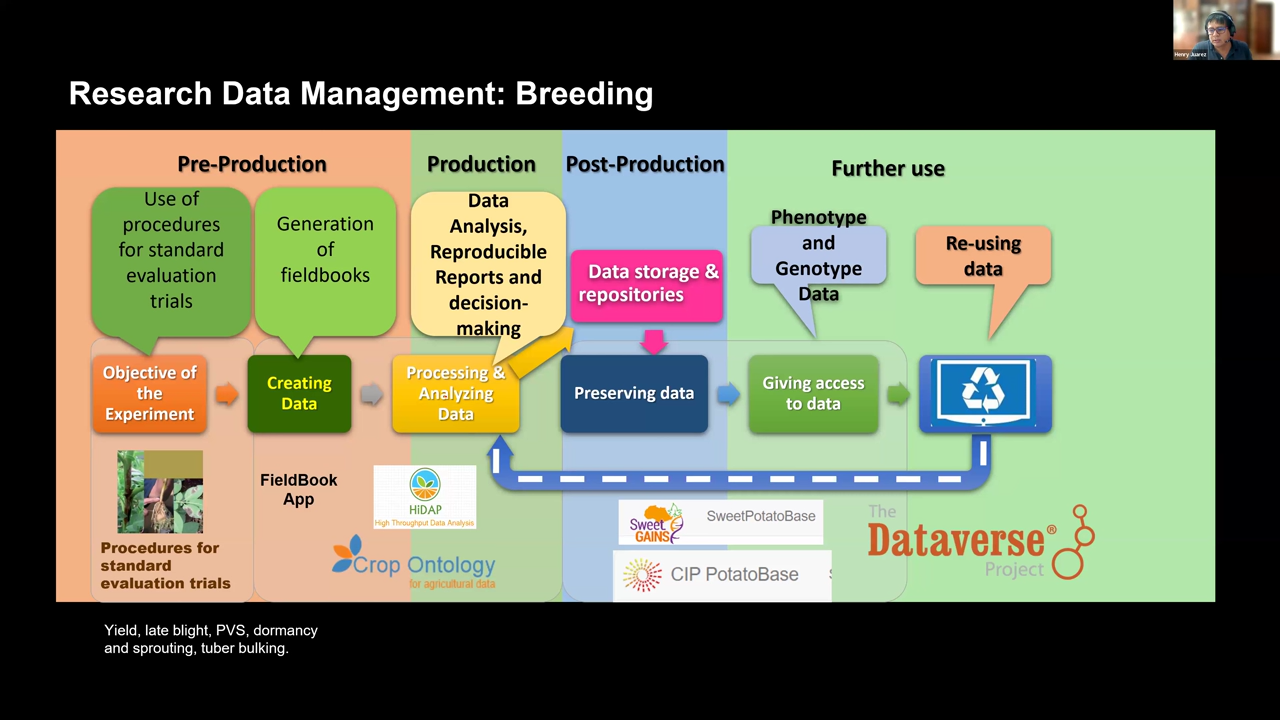 Henry Juarez
Research Data Management: Breeding
Pre-Production
Production
Post-Production
Further use
Use of
procedures
for standard
evaluation
trials
Generation
of
fieldbooks
Data
Analysis,
Reproducible
Reports and
decision-
making
Data storage &
repositories
Phenotype
and
Genotype
Data
Re-using
data
Objective of
the
Experiment
Creating
Data
Processing &
Analyzing
Data
Preserving data
Giving access
to data
Procedures for
standard
evaluation trials
FieldBook
App
HiDAP
High Throughput Data Analysis
Crop Ontology
for agricultural data
Sweet
GAINS
SweetPotatoBase
CIP PotatoBase
The
Dataverse®
Project
Yield, late blight, PVS, dormancy
and sprouting, tuber bulking.